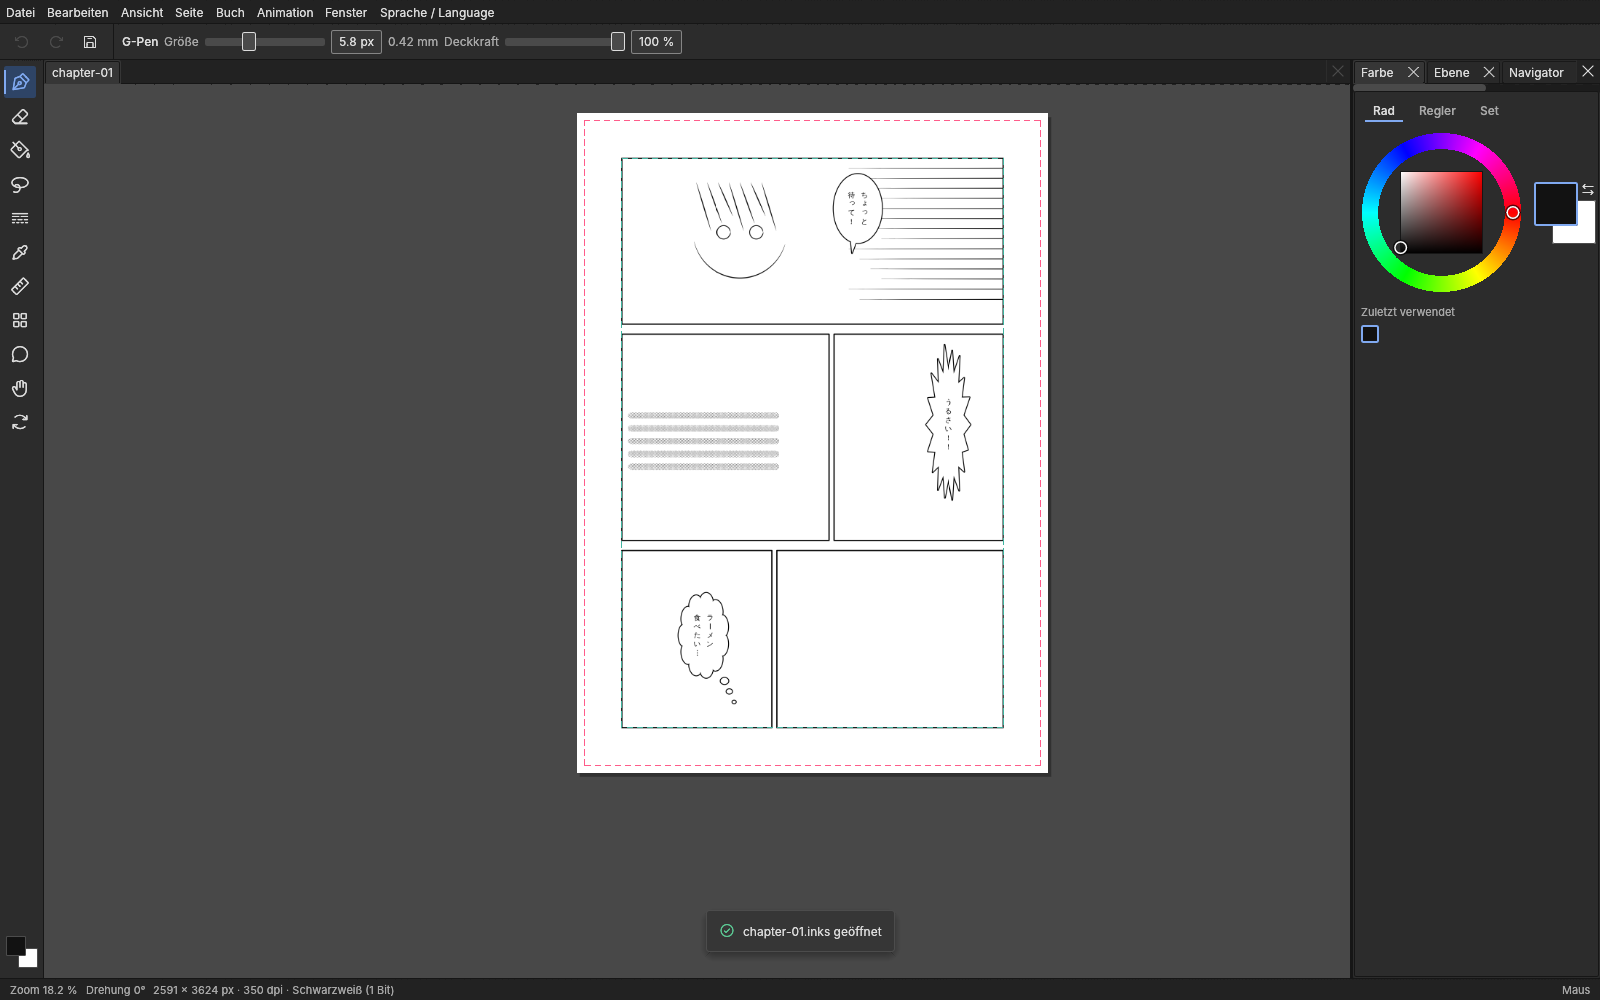 Datei Bearbeiten Ansicht Seite Buch Animation Fenster Sprache / Language
G-Pen Größe 5.8 px 0.42 mm Deckkraft 100 %
chapter-01
Farbe Ebene Navigator
Rad Regler Set
Zuletzt verwendet
ちょっと
待って！
うるさい！！
ラーメン
食べたい…
chapter-01.inks geöffnet
Zoom 18.2 % Drehung 0° 2591 × 3624 px · 350 dpi · Schwarzweiß (1 Bit) Maus